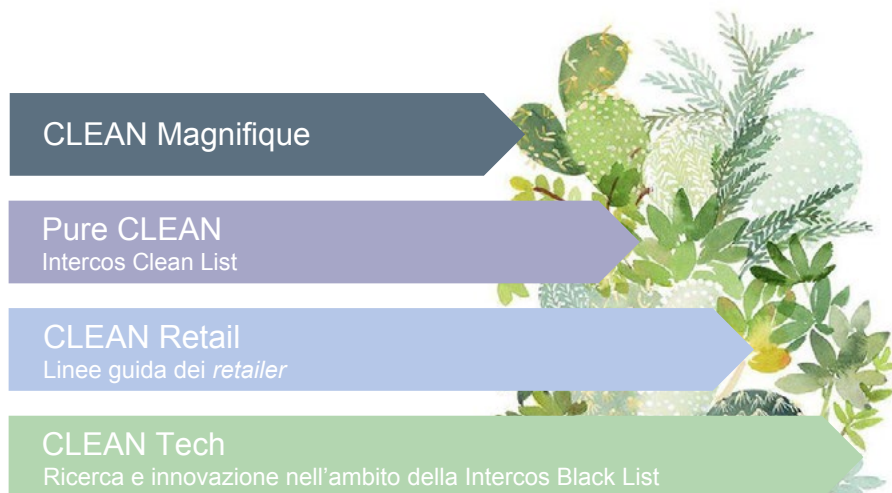 CLEAN Magnifique
Pure CLEAN
Intercos Clean List
CLEAN Retail
Linee guida dei retailer
CLEAN Tech
Ricerca e innovazione nell'ambito della Intercos Black List